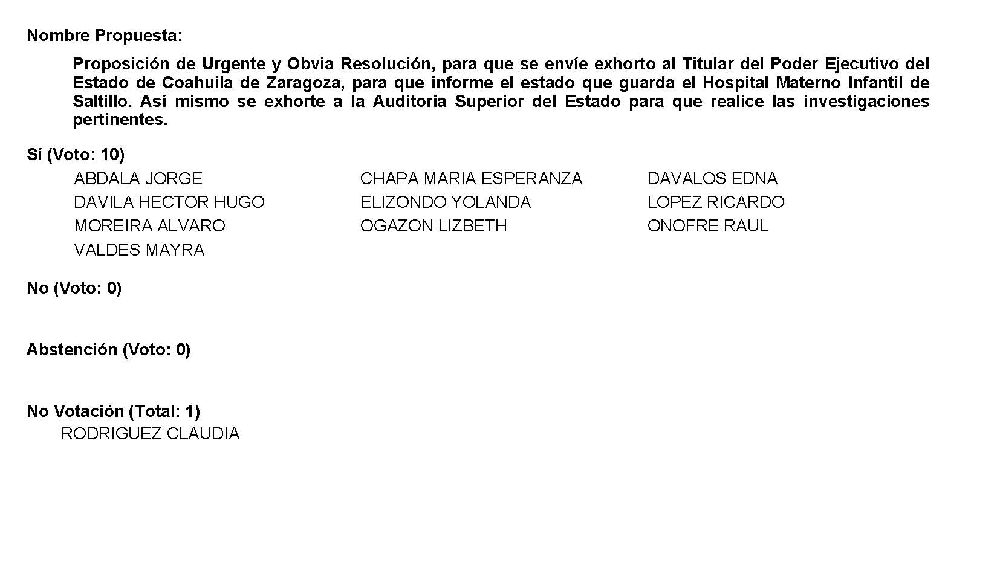 Nombre Propuesta:
Proposición de Urgente y Obvia Resolución, para que se envíe exhorto al Titular del Poder Ejecutivo del
Estado de Coahuila de Zaragoza, para que informe el estado que guarda el Hospital Materno Infantil de
Saltillo. Así mismo se exhorte a la Auditoria Superior del Estado para que realice las investigaciones
pertinentes.
Sí (Voto: 10)
ABDALA JORGE CHAPA MARIA ESPERANZA DAVALOS EDNA
DAVILA HECTOR HUGO ELIZONDO YOLANDA LOPEZ RICARDO
MOREIRA ALVARO OGAZON LIZBETH ONOFRE RAUL
VALDES MAYRA
No (Voto: 0)
Abstención (Voto: 0)
No Votación (Total: 1)
RODRIGUEZ CLAUDIA